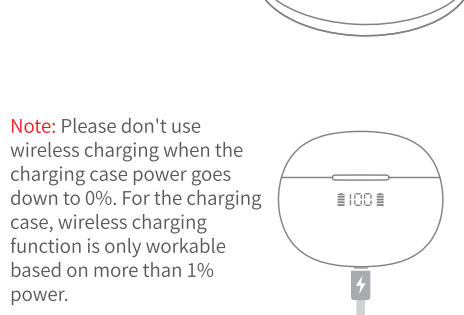 Note: Please don't use
wireless charging when the
charging case power goes
down to 0%. For the charging
case, wireless charging
function is only workable
based on more than 1%
power.
100